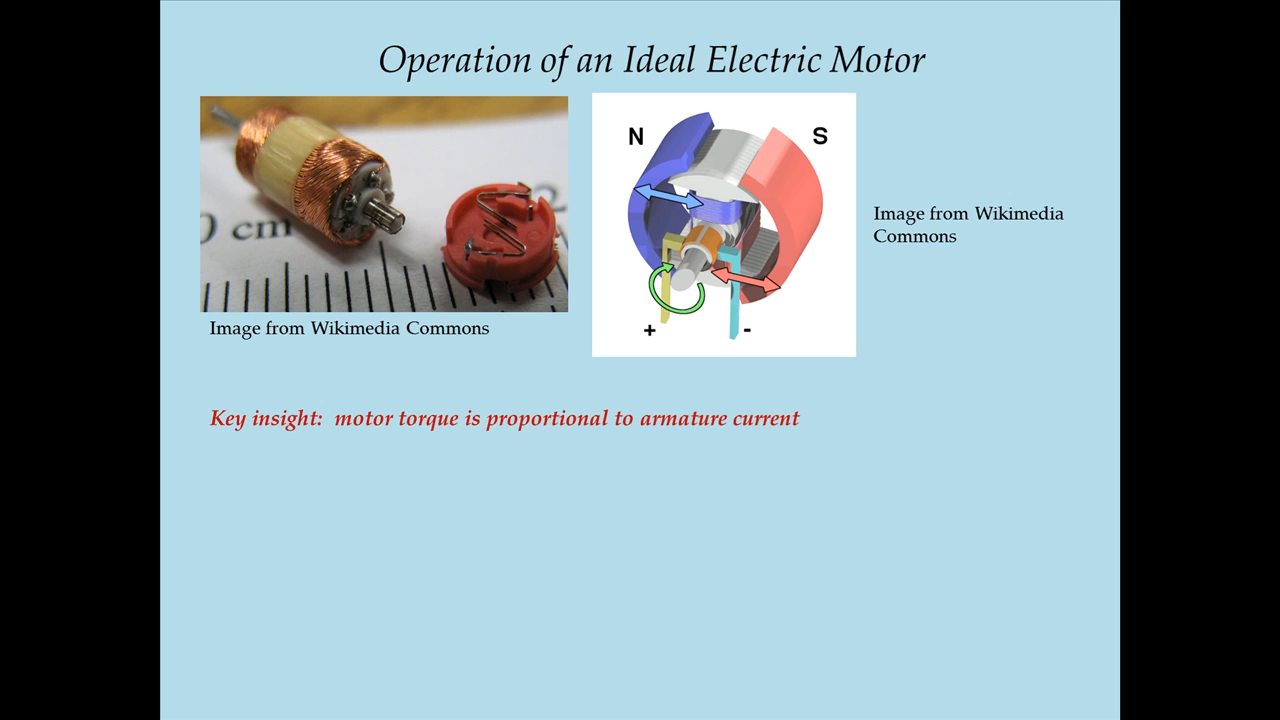 Operation of an Ideal Electric Motor
0 cm
2
N
S
+
-
Image from Wikimedia
Commons
Image from Wikimedia Commons
Key insight:  motor torque is proportional to armature current